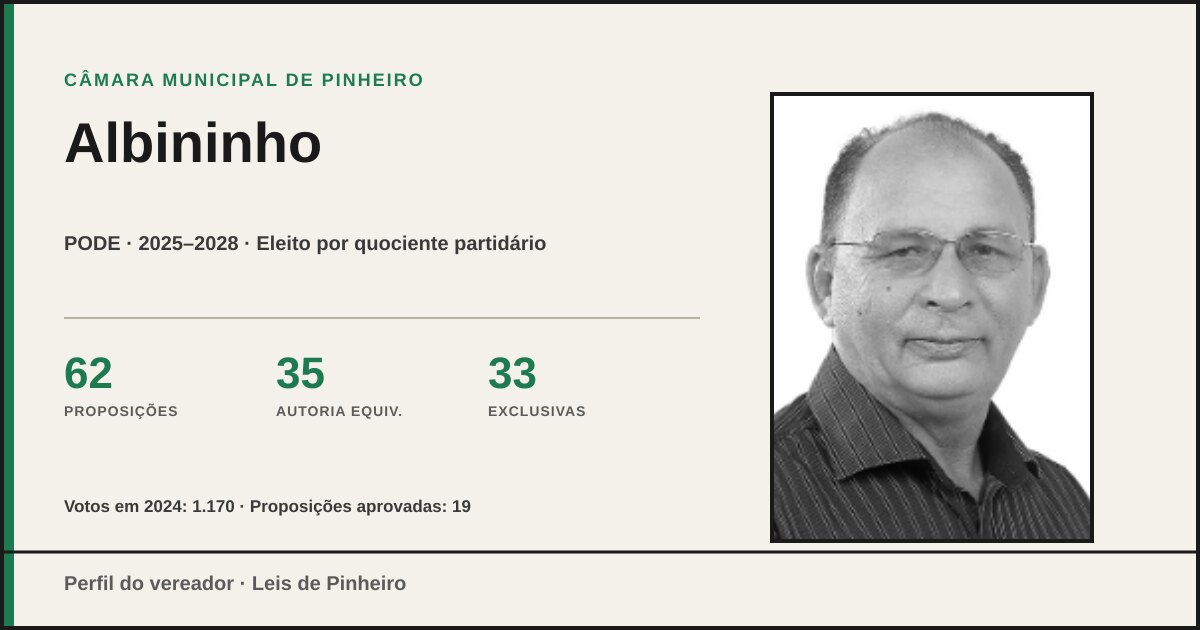 CÂMARA MUNICIPAL DE PINHEIRO
Albininho
PODE · 2025–2028 · Eleito por quociente partidário
62
PROPOSIÇÕES
35
AUTORIA EQUIV.
33
EXCLUSIVAS
Votos em 2024: 1.170 · Proposições aprovadas: 19
Perfil do vereador · Leis de Pinheiro